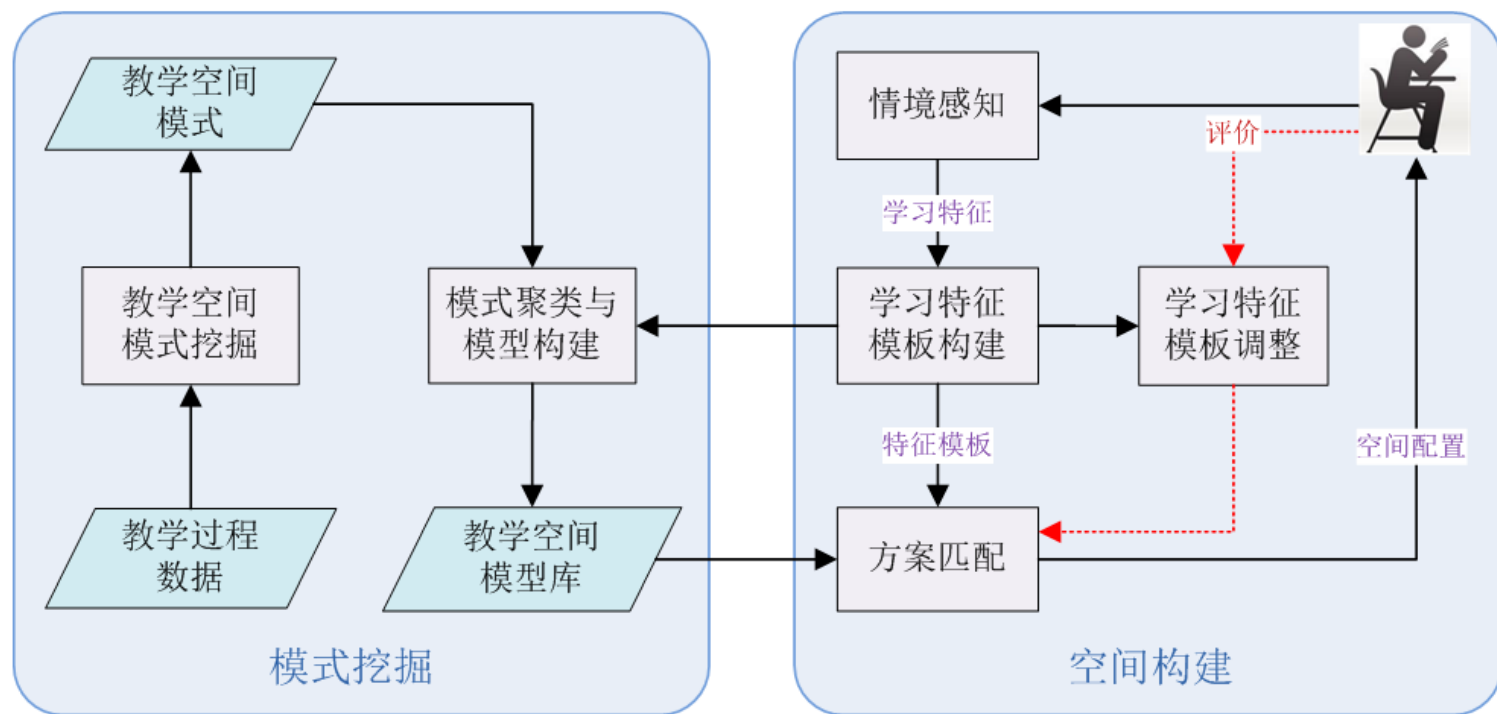 教学空间
模式
教学空间
模式挖掘
教学过程
数据
模式聚类与
模型构建
教学空间
模型库
模式挖掘
情境感知
评价
学习特征
学习特征
模板构建
学习特征
模板调整
特征模板
空间配置
方案匹配
空间构建